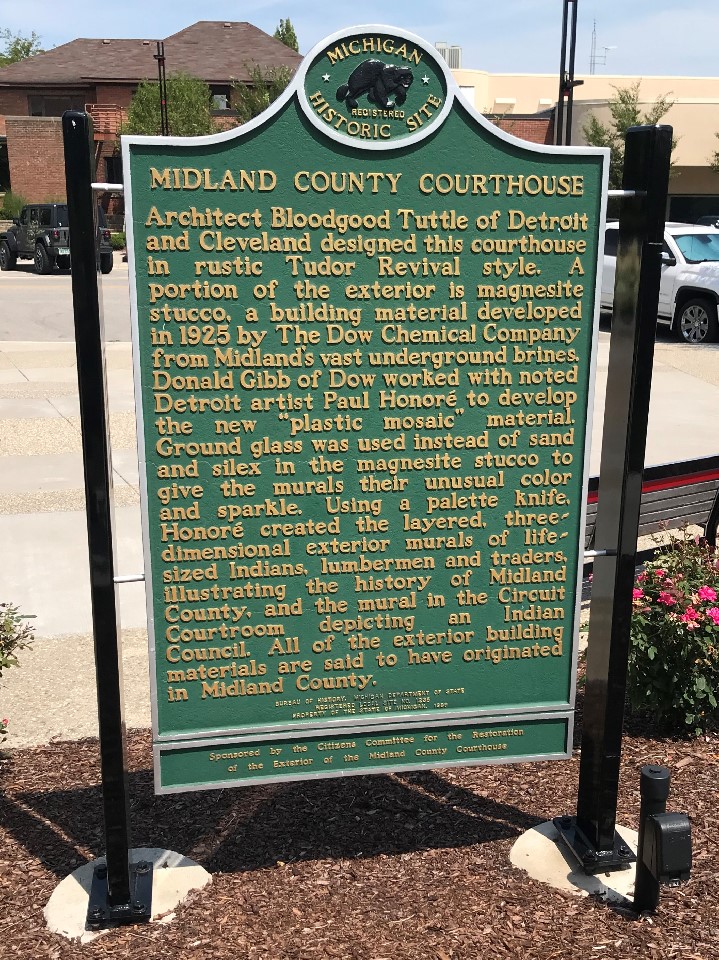 MICHIGAN
REGISTERED
HISTORIC SITE
MIDLAND COUNTY COURTHOUSE
Architect Bloodgood Tuttle of Detroit
and Cleveland designed this courthouse
in rustic Tudor Revival style. A
portion of the exterior is magnesite
stucco, a building material developed
in 1925 by The Dow Chemical Company
from Midland's vast underground brines.
Donald Gibb of Dow worked with noted
Detroit artist Paul Honoré to develop
the new "plastic mosaic" material.
Ground glass was used instead of sand
and silex in the magnesite stucco to
give the murals their unusual color
and sparkle. Using a palette knife,
Honoré created the layered, three-
dimensional exterior murals of life-
sized Indians, lumbermen and traders,
illustrating the history of Midland
County, and the mural in the Circuit
Courtroom depicting an Indian
Council. All of the exterior building
materials are said to have originated
in Midland County.
BUREAU OF HISTORY, MICHIGAN DEPARTMENT OF STATE
REGISTERED LOCAL SITE NO.
PROPERTY OF THE STATE OF MICHIGAN,
Sponsored by the Citizens Committee for the Restoration
of the Exterior of the Midland County Courthouse